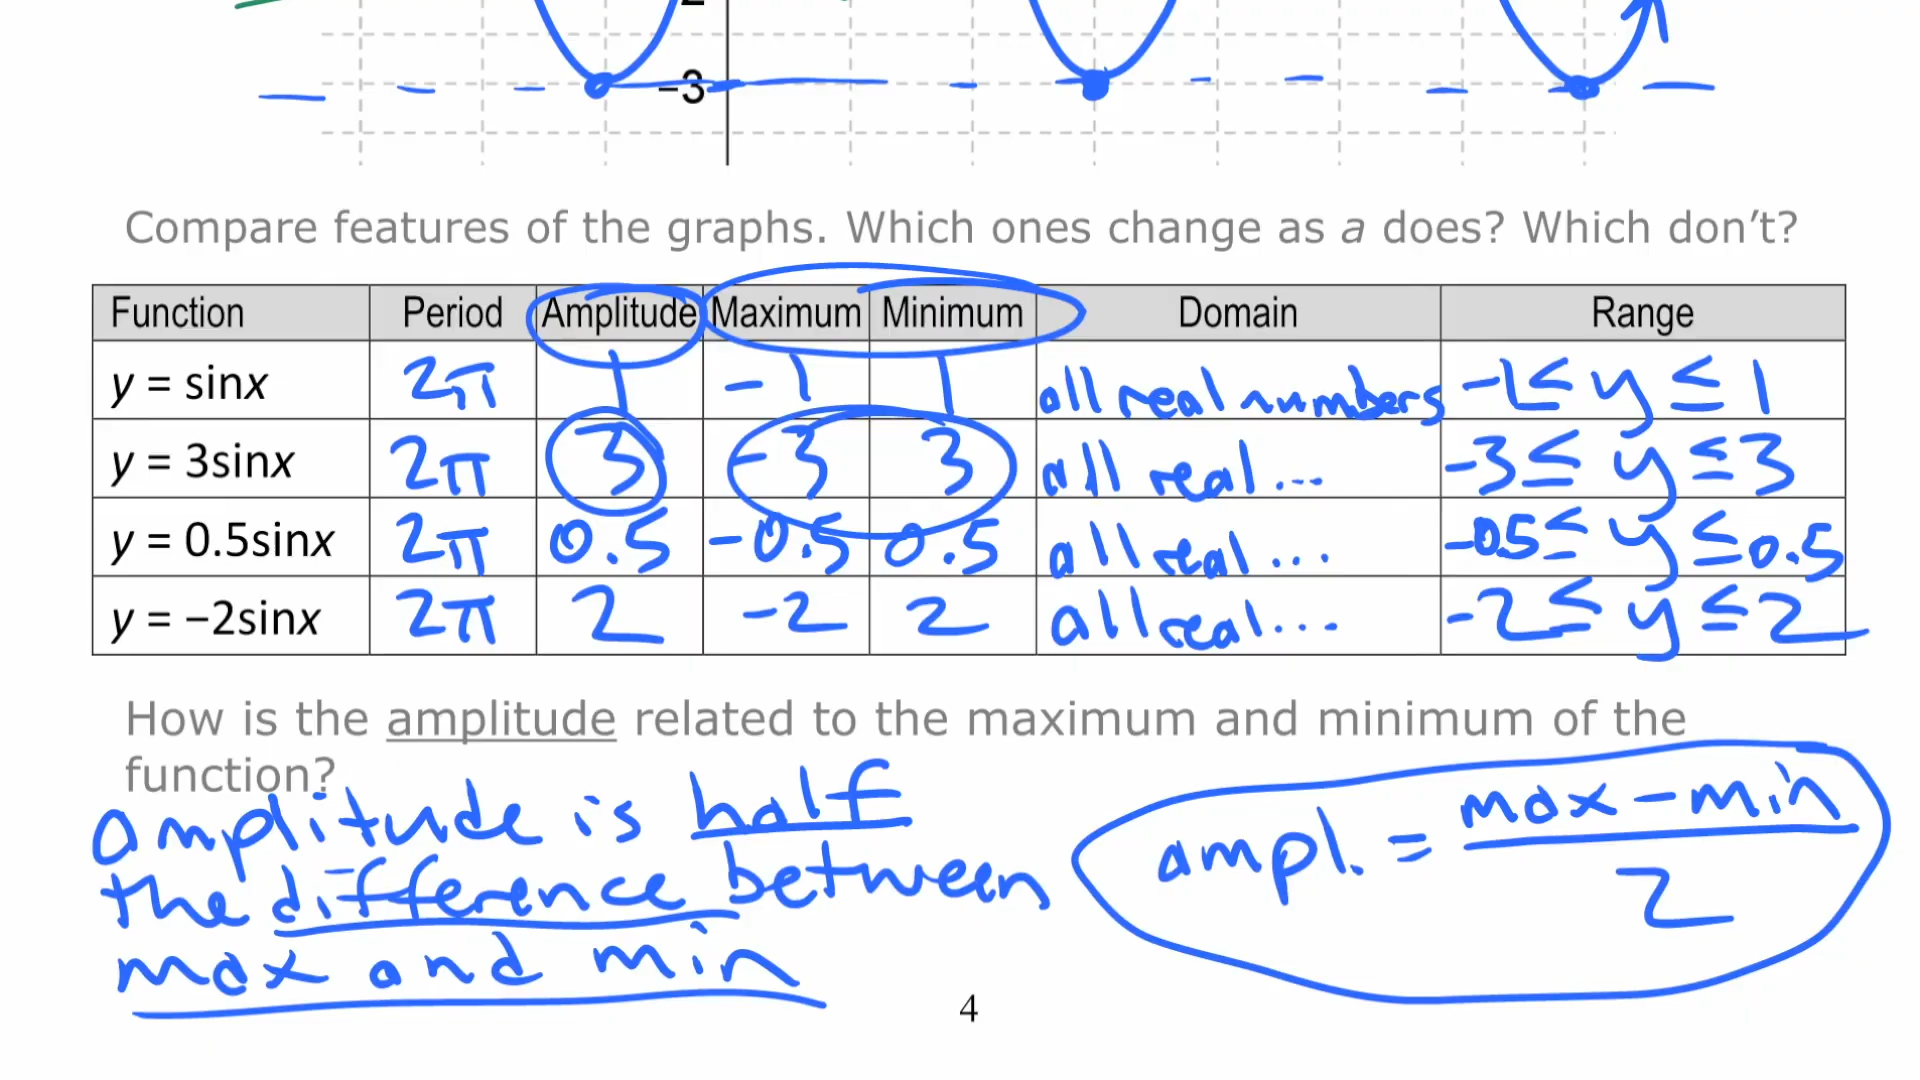 2
−3
Compare features of the graphs. Which ones change as a does? Which don't?
Function Period Amplitude Maximum Minimum Domain Range
y = sinx 2π 1 -1 1 all real numbers -1 ≤ y ≤ 1
y = 3sinx 2π 3 -3 3 all real... -3 ≤ y ≤ 3
y = 0.5sinx 2π 0.5 -0.5 0.5 all real... -0.5 ≤ y ≤ 0.5
y = −2sinx 2π 2 -2 2 all real... -2 ≤ y ≤ 2
How is the amplitude related to the maximum and minimum of the
function?
amplitude is half
the difference between
max and min
ampl. = max - min
2
4